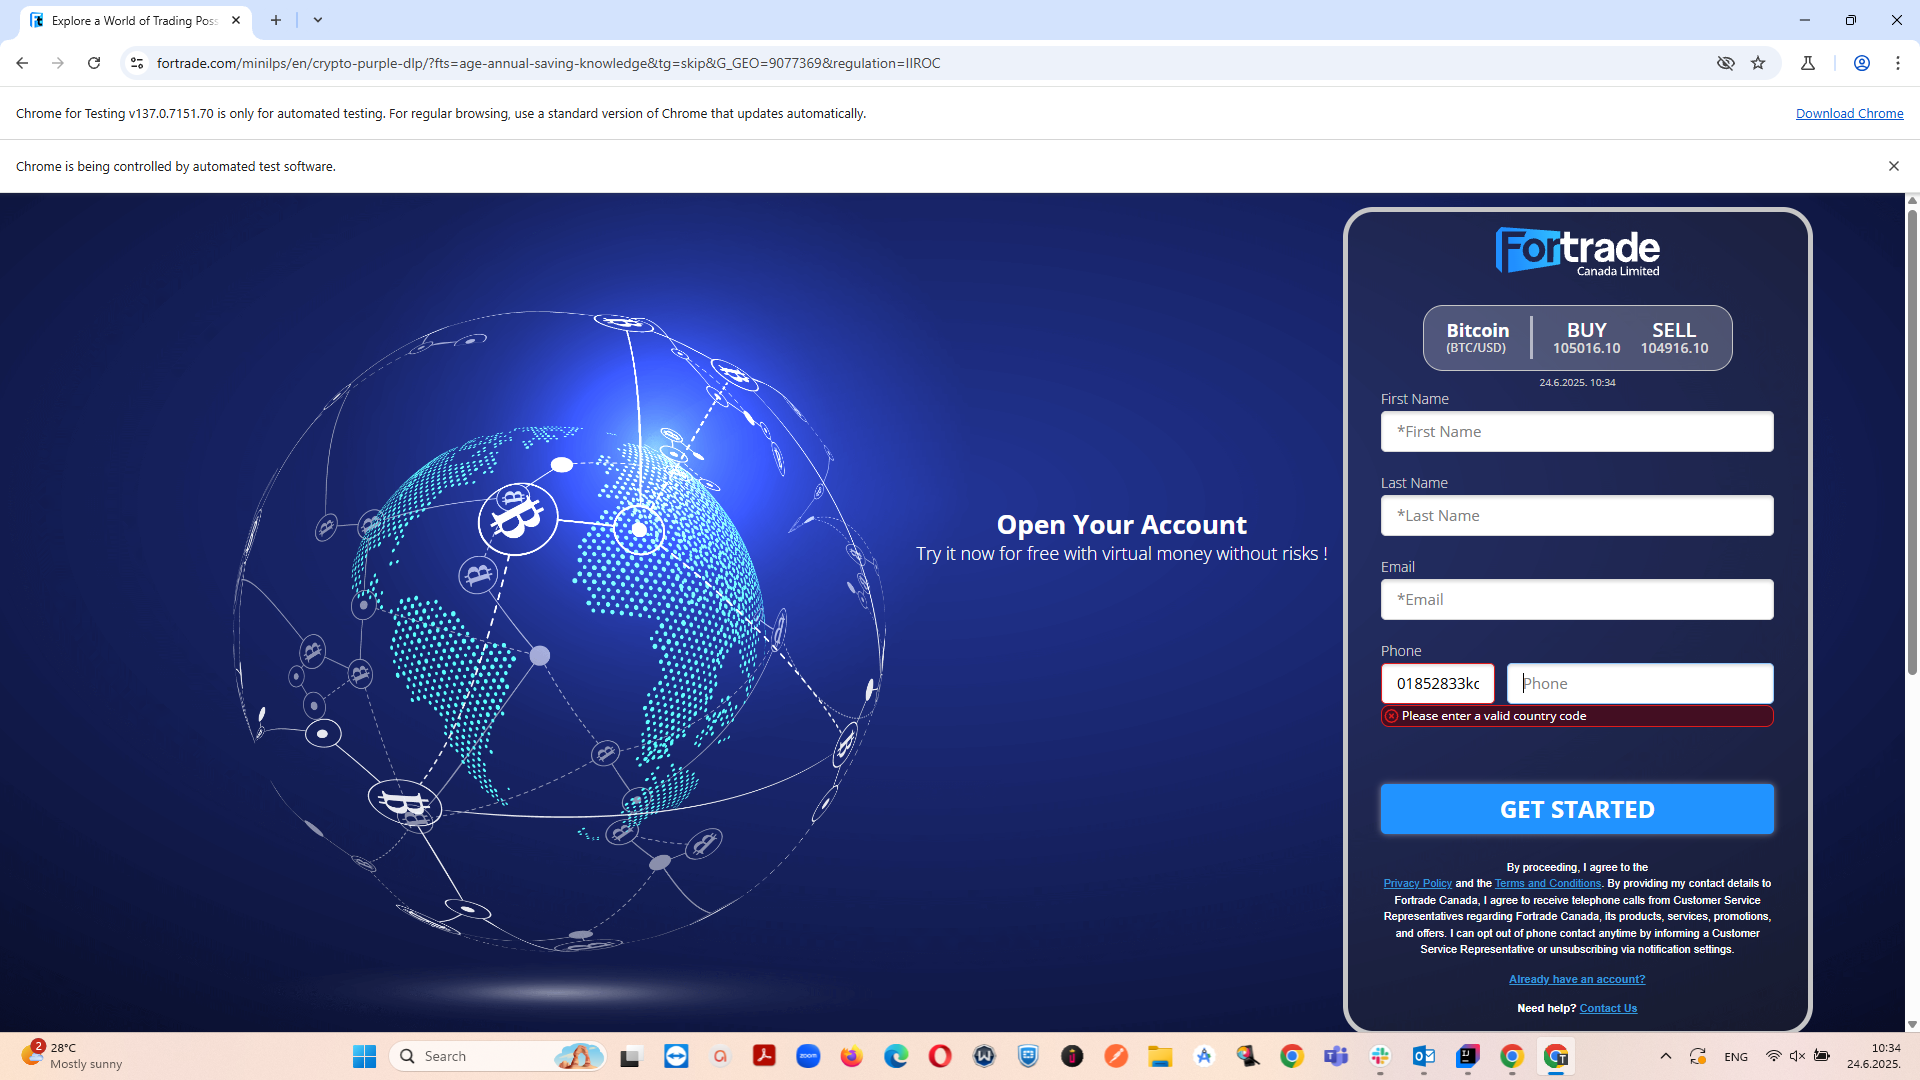 Explore a World of Trading Poss
fortrade.com/minilps/en/crypto-purple-dlp/?fts=age-annual-saving-knowledge&tg=skip&G_GEO=9077369&regulation=IIROC
Chrome for Testing v137.0.7151.70 is only for automated testing. For regular browsing, use a standard version of Chrome that updates automatically.
Download Chrome
Chrome is being controlled by automated test software.
Fortrade
Canada Limited
Bitcoin
(BTC/USD)
BUY
105016.10
SELL
104916.10
24.6.2025. 10:34
Open Your Account
Try it now for free with virtual money without risks !
First Name
*First Name
Last Name
*Last Name
Email
*Email
Phone
01852833kc
Phone
Please enter a valid country code
GET STARTED
By proceeding, I agree to the
Privacy Policy and the Terms and Conditions. By providing my contact details to
Fortrade Canada, I agree to receive telephone calls from Customer Service
Representatives regarding Fortrade Canada, its products, services, promotions,
and offers. I can opt out of phone contact anytime by informing a Customer
Service Representative or unsubscribing via notification settings.
Already have an account?
Need help? Contact Us
2
28°C
Mostly sunny
Search
zoom
ENG
10:34
24.6.2025.